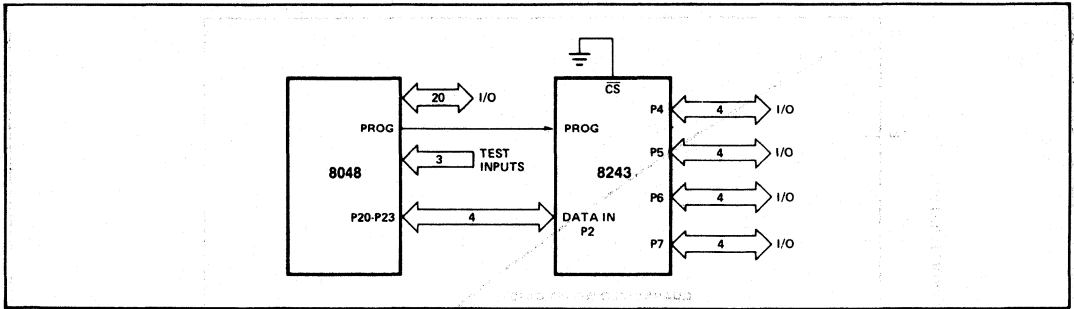 CS
20 I/O
P4 4 I/O
PROG PROG
3 TEST INPUTS
P5 4 I/O
8048 8243
P6 4 I/O
P20-P23 4 DATA IN P2
P7 4 I/O